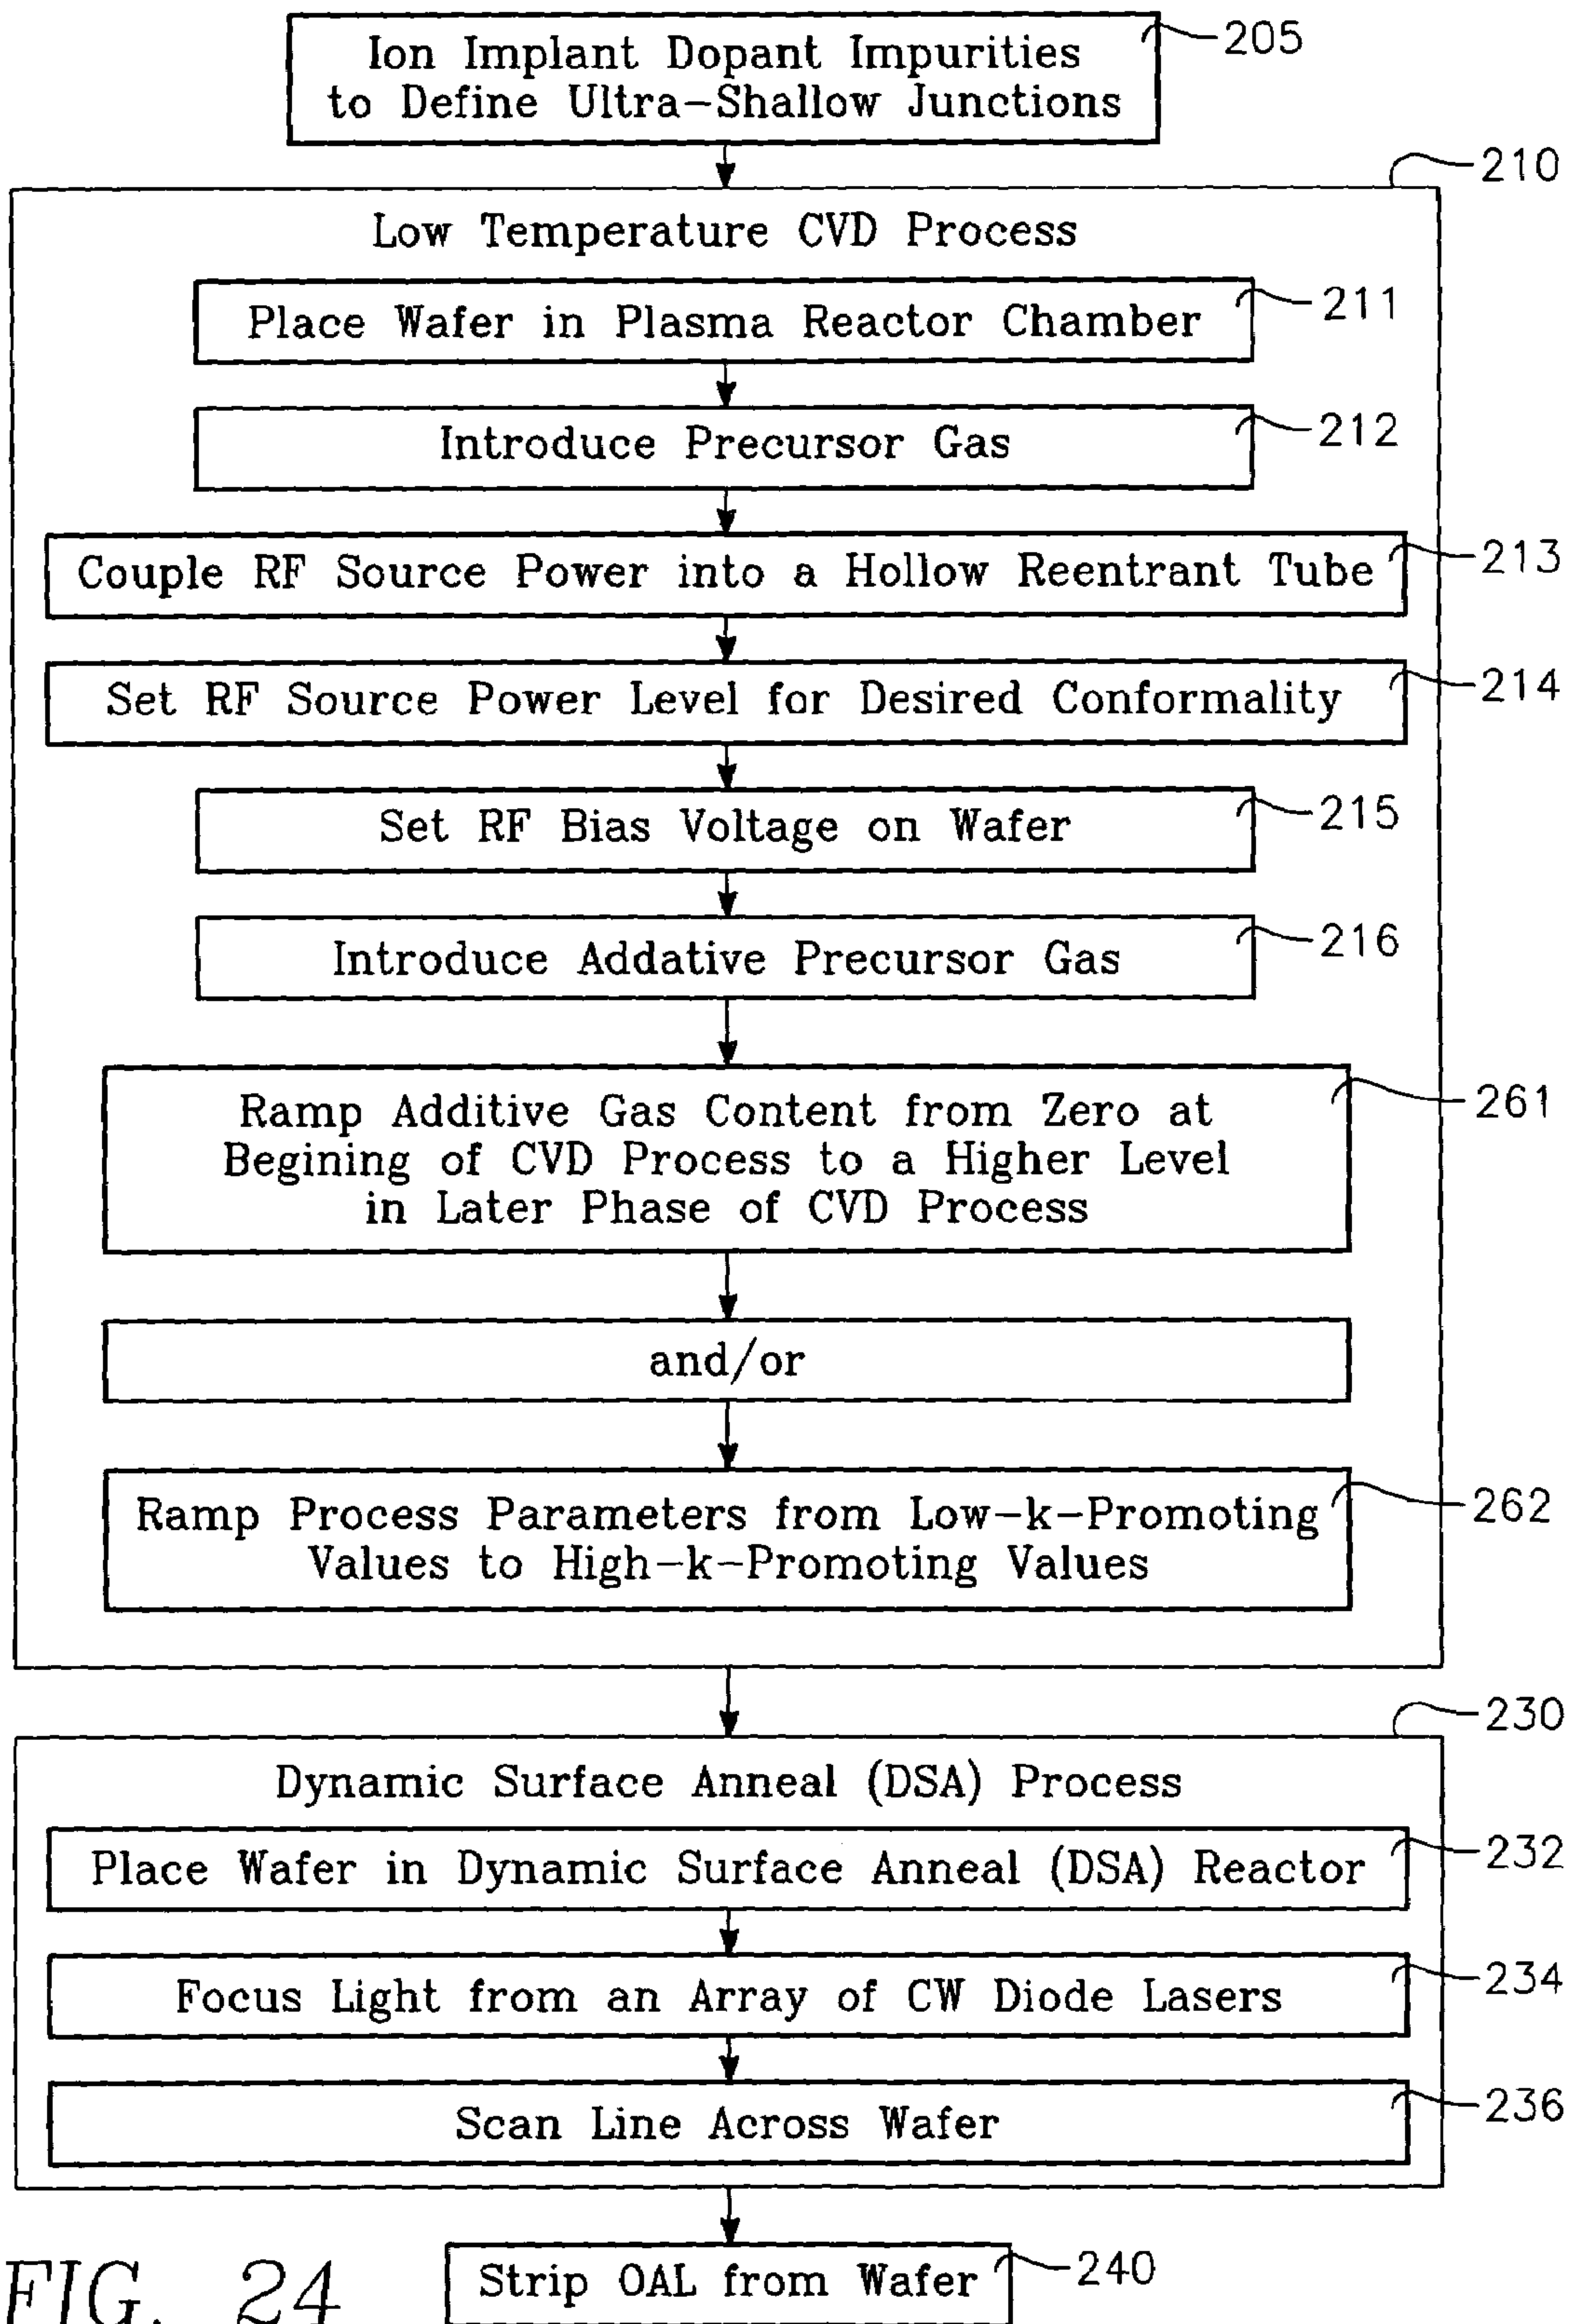 Ion Implant Dopant Impurities
to Define Ultra-Shallow Junctions
205
210
Low Temperature CVD Process
Place Wafer in Plasma Reactor Chamber
211
Introduce Precursor Gas
212
Couple RF Source Power into a Hollow Reentrant Tube
213
Set RF Source Power Level for Desired Conformality
214
Set RF Bias Voltage on Wafer
215
Introduce Addative Precursor Gas
216
Ramp Additive Gas Content from Zero at
Begining of CVD Process to a Higher Level
in Later Phase of CVD Process
261
and/or
Ramp Process Parameters from Low-k-Promoting
Values to High-k-Promoting Values
262
230
Dynamic Surface Anneal (DSA) Process
Place Wafer in Dynamic Surface Anneal (DSA) Reactor
232
Focus Light from an Array of CW Diode Lasers
234
Scan Line Across Wafer
236
Strip OAL from Wafer
240
FIG. 24